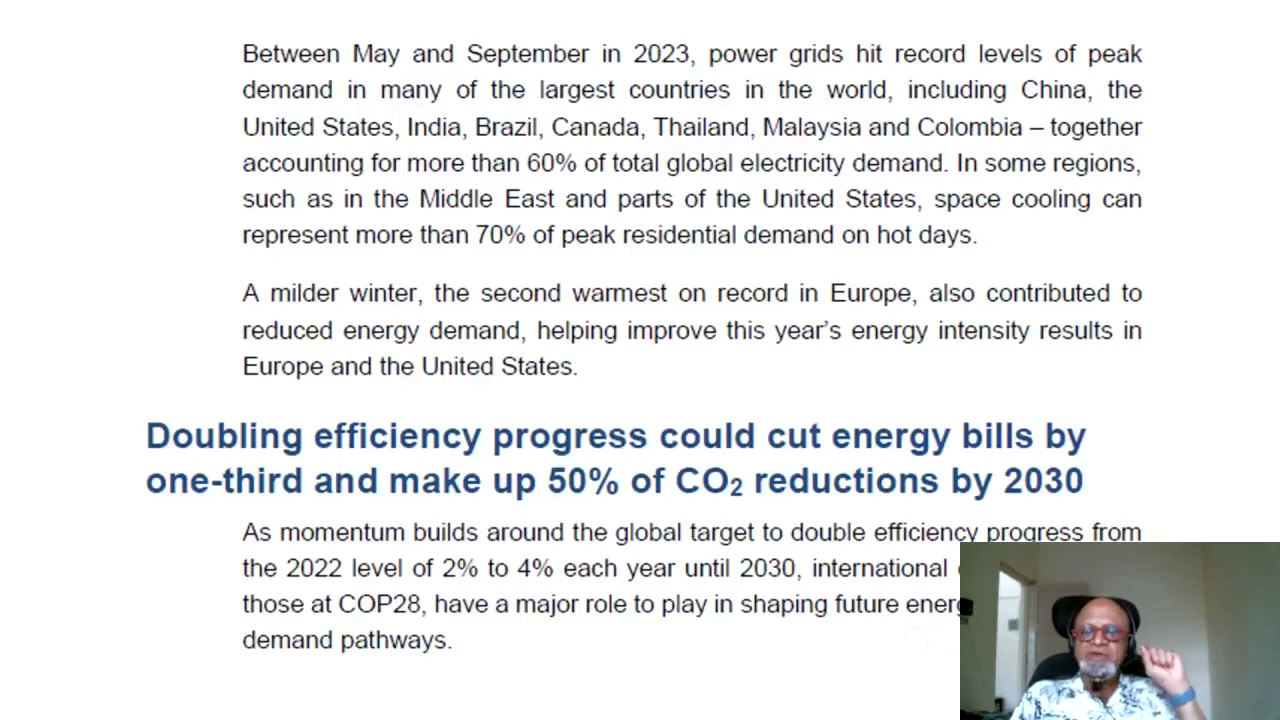 Between May and September in 2023, power grids hit record levels of peak
demand in many of the largest countries in the world, including China, the
United States, India, Brazil, Canada, Thailand, Malaysia and Colombia – together
accounting for more than 60% of total global electricity demand. In some regions,
such as in the Middle East and parts of the United States, space cooling can
represent more than 70% of peak residential demand on hot days.
A milder winter, the second warmest on record in Europe, also contributed to
reduced energy demand, helping improve this year’s energy intensity results in
Europe and the United States.
Doubling efficiency progress could cut energy bills by
one-third and make up 50% of CO₂ reductions by 2030
As momentum builds around the global target to double efficiency progress from
the 2022 level of 2% to 4% each year until 2030, international
those at COP28, have a major role to play in shaping future
demand pathways.